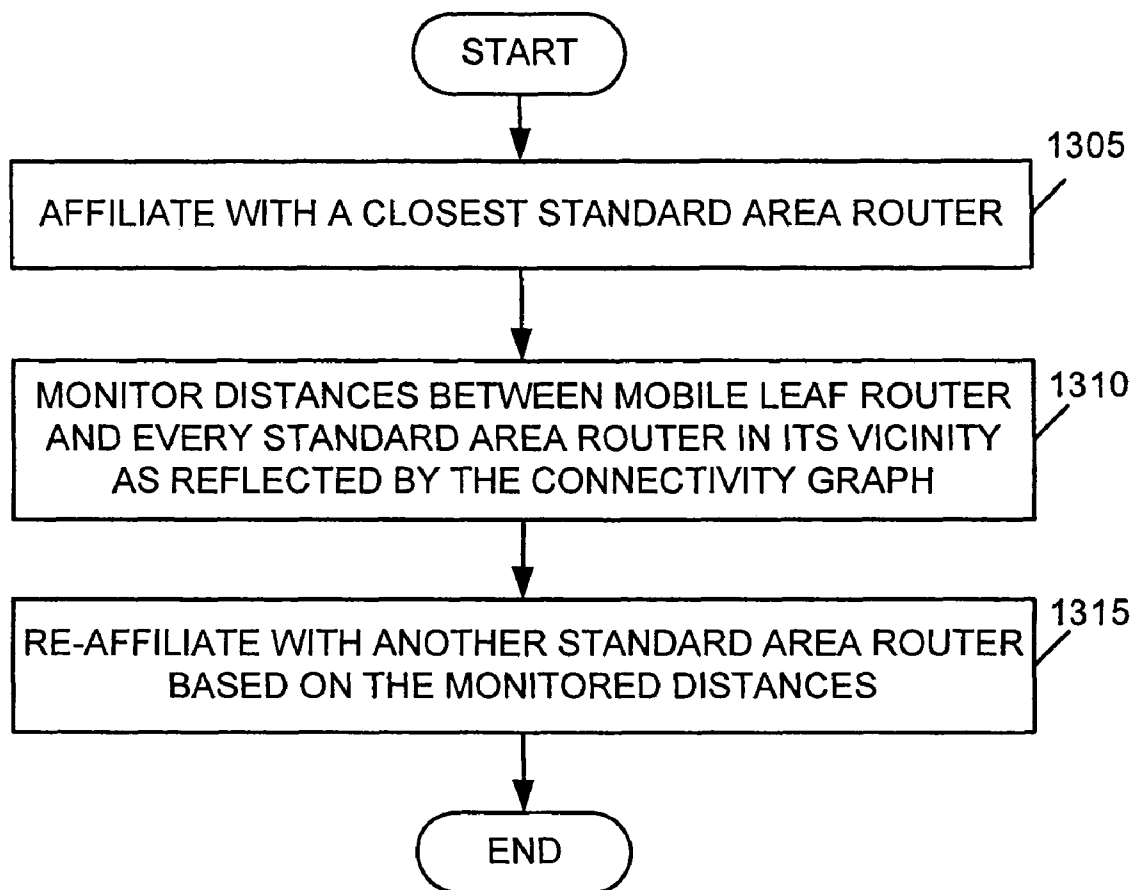 START
1305
AFFILIATE WITH A CLOSEST STANDARD AREA ROUTER
1310
MONITOR DISTANCES BETWEEN MOBILE LEAF ROUTER
AND EVERY STANDARD AREA ROUTER IN ITS VICINITY
AS REFLECTED BY THE CONNECTIVITY GRAPH
1315
RE-AFFILIATE WITH ANOTHER STANDARD AREA ROUTER
BASED ON THE MONITORED DISTANCES
END